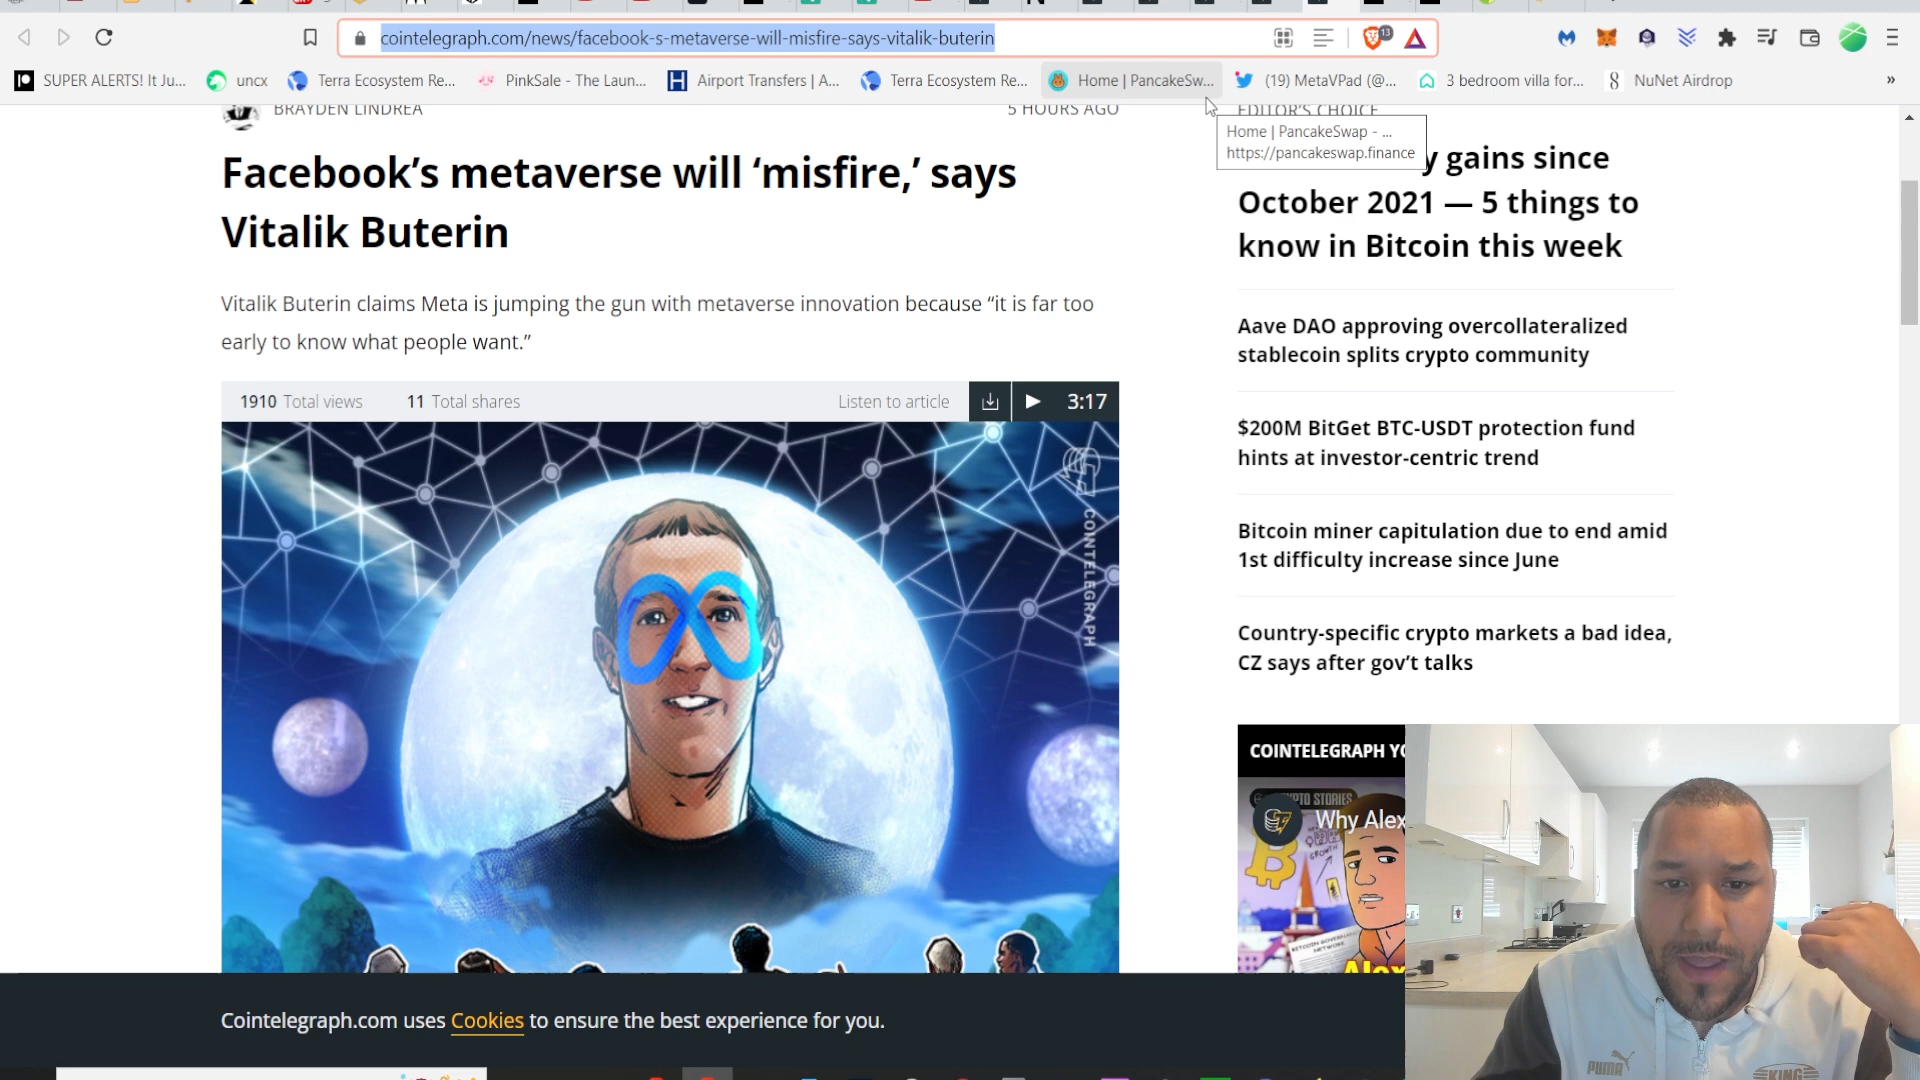 cointelegraph.com/news/facebook-s-metaverse-will-misfire-says-vitalik-buterin
13
SUPER ALERTS! It Ju... uncx Terra Ecosystem Re... PinkSale - The Laun... Airport Transfers | A... Terra Ecosystem Re... Home | PancakeSw... (19) MetaVPad (@... 3 bedroom villa for... NuNet Airdrop »
BRAYDEN LINDREA 5 HOURS AGO
EDITOR'S CHOICE
Home | PancakeSwap - ...
https://pancakeswap.finance
Facebook’s metaverse will ‘misfire,’ says
Vitalik Buterin
Vitalik Buterin claims Meta is jumping the gun with metaverse innovation because “it is far too
early to know what people want.”
1910 Total views 11 Total shares Listen to article 3:17
COINTELEGRAPH
y gains since
October 2021 — 5 things to
know in Bitcoin this week
Aave DAO approving overcollateralized
stablecoin splits crypto community
$200M BitGet BTC-USDT protection fund
hints at investor-centric trend
Bitcoin miner capitulation due to end amid
1st difficulty increase since June
Country-specific crypto markets a bad idea,
CZ says after gov’t talks
COINTELEGRAPH YO
STORIES
Why Alex
GROWTH
Alex
PUMA
KING
Cointelegraph.com uses Cookies to ensure the best experience for you.